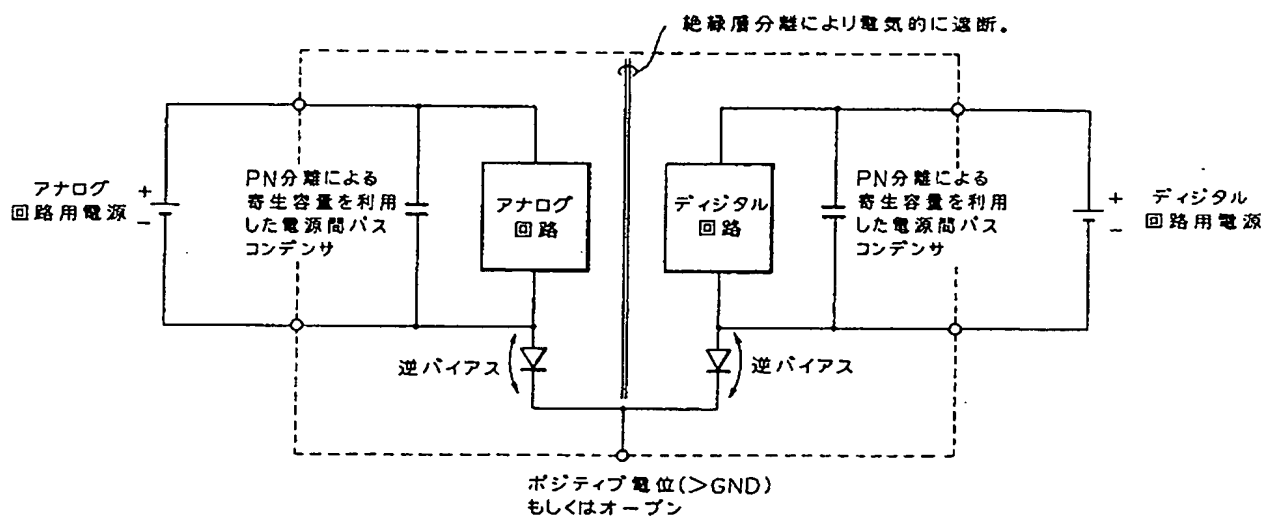 絶縁層分離により電気的に遮断。
アナログ
回路用電源
+
−
PN分離による
寄生容量を利用
した電源間パス
コンデンサ
アナログ
回路
ディジタル
回路
PN分離による
寄生容量を利用
した電源間パス
コンデンサ
+
−
ディジタル
回路用電源
逆バイアス
逆バイアス
ポジティブ電位(>GND)
もしくはオープン